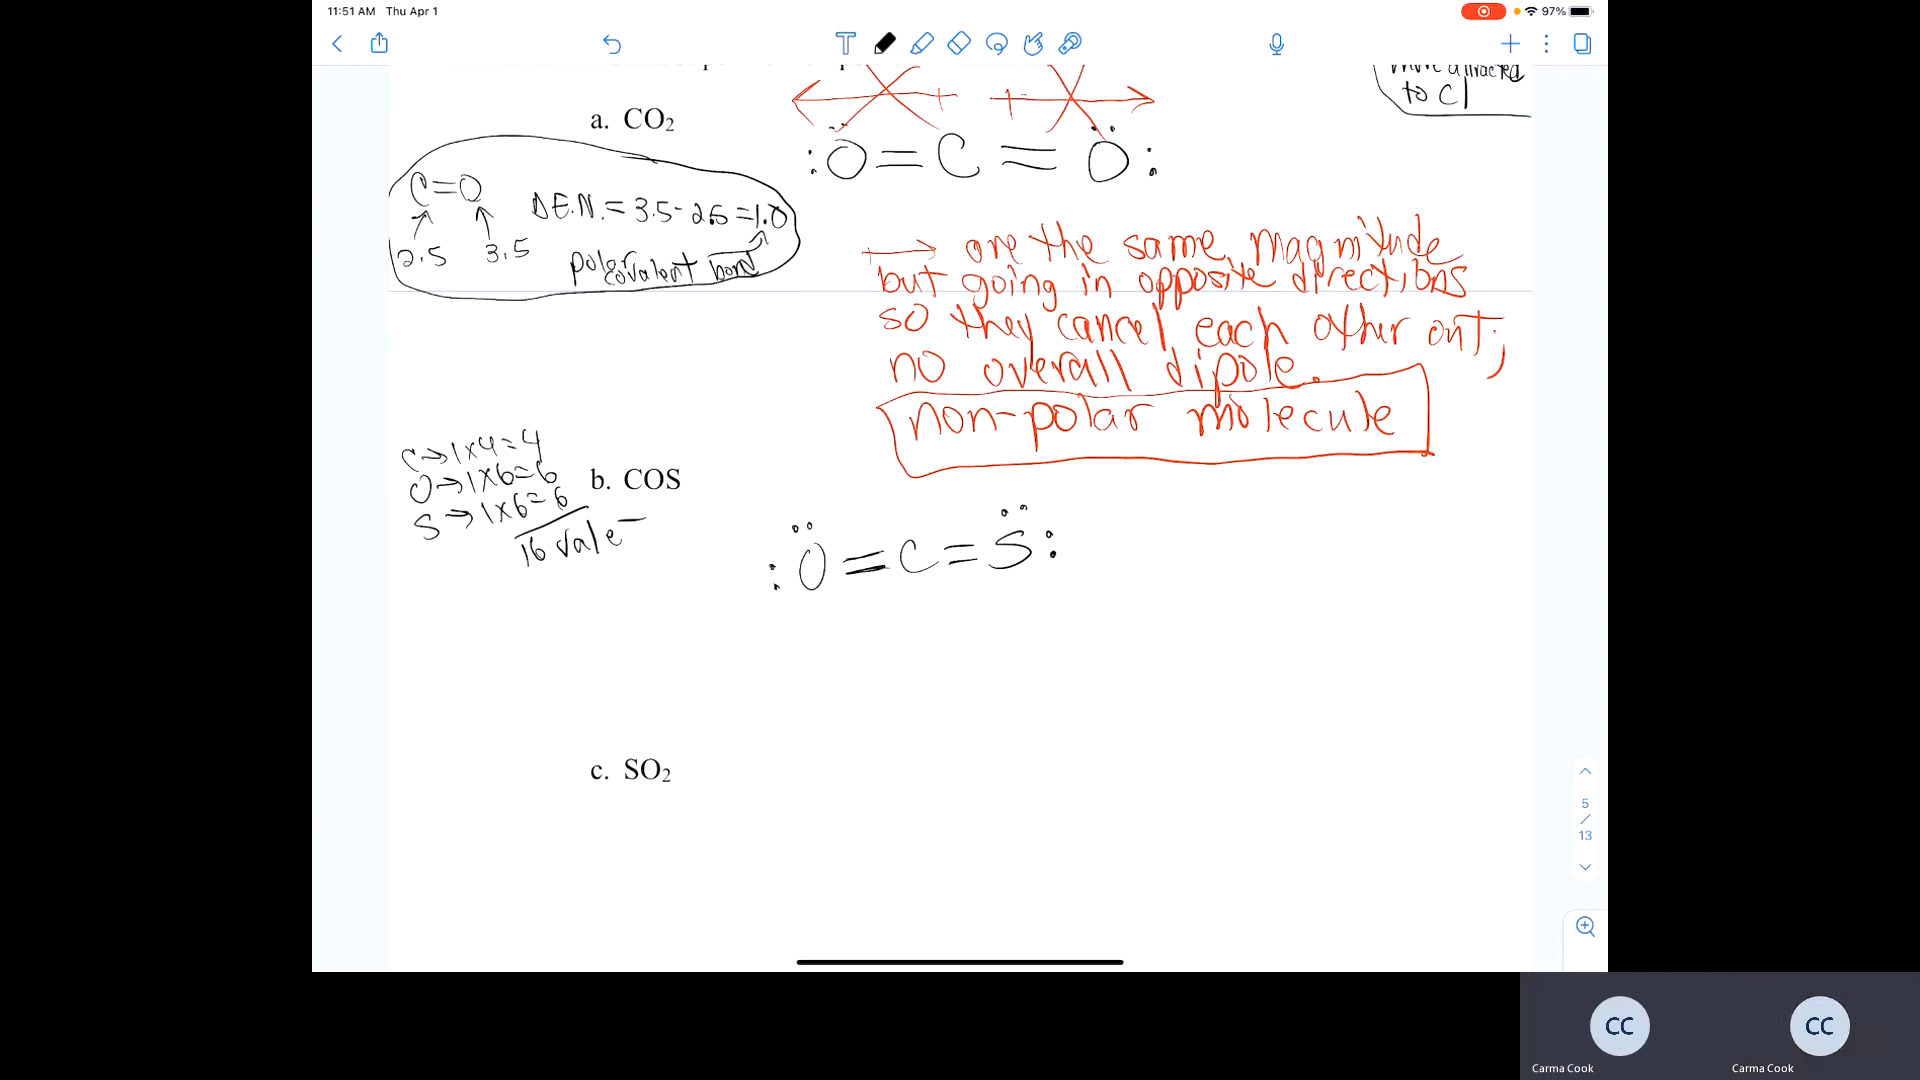 11:51 AM Thu Apr 1
97%
to Cl
a. CO₂
:Ö=C=Ö:
C=O
2.5 3.5
ΔE.N. = 3.5-2.5 =1.0
polar covalent bond
are the same magnitude
but going in opposite directions
so they cancel each other out;
no overall dipole.
non-polar molecule
C→1x4=4
O→1x6=6
S→1x6=6
16 val e⁻
b. COS
:Ö=C=S̈:
c. SO₂
5
/
13
CC
CC
Carma Cook
Carma Cook